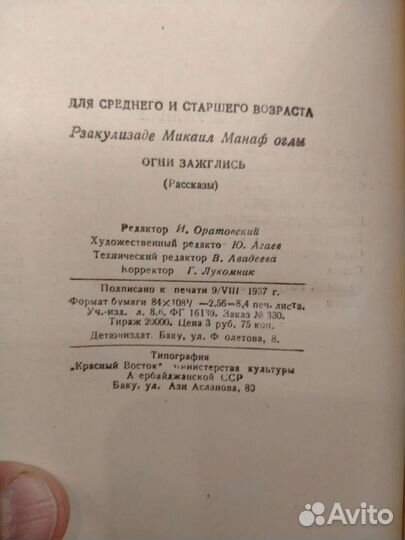 ДЛЯ СРЕДНЕГО И СТАРШЕГО ВОЗРАСТА
Рзакулизаде Микаил Манаф оглы
ОГНИ ЗАЖГЛИСЬ
(Рассказы)
Редактор И. Оратовский
Художественный редакто Ю. Агаев
Технический редактор В. Авадеева
Корректор Г. Лукомник
Подписано к печати 9/VIII—1957 г.
Формат бумаги 84×108¹/ —2.56=8,4 печ. листа.
Уч.-изд. л. 8,6. ФГ 16139. Заказ № 330.
Тираж 20000. Цена 3 руб. 75 коп.
Детюниздат. Баку, ул. Ф олетова, 8.
Типография
„Красный Восток" министерства культуры
А ербайджанской ССР
Баку, ул. Ази Асланова, 80
Avito